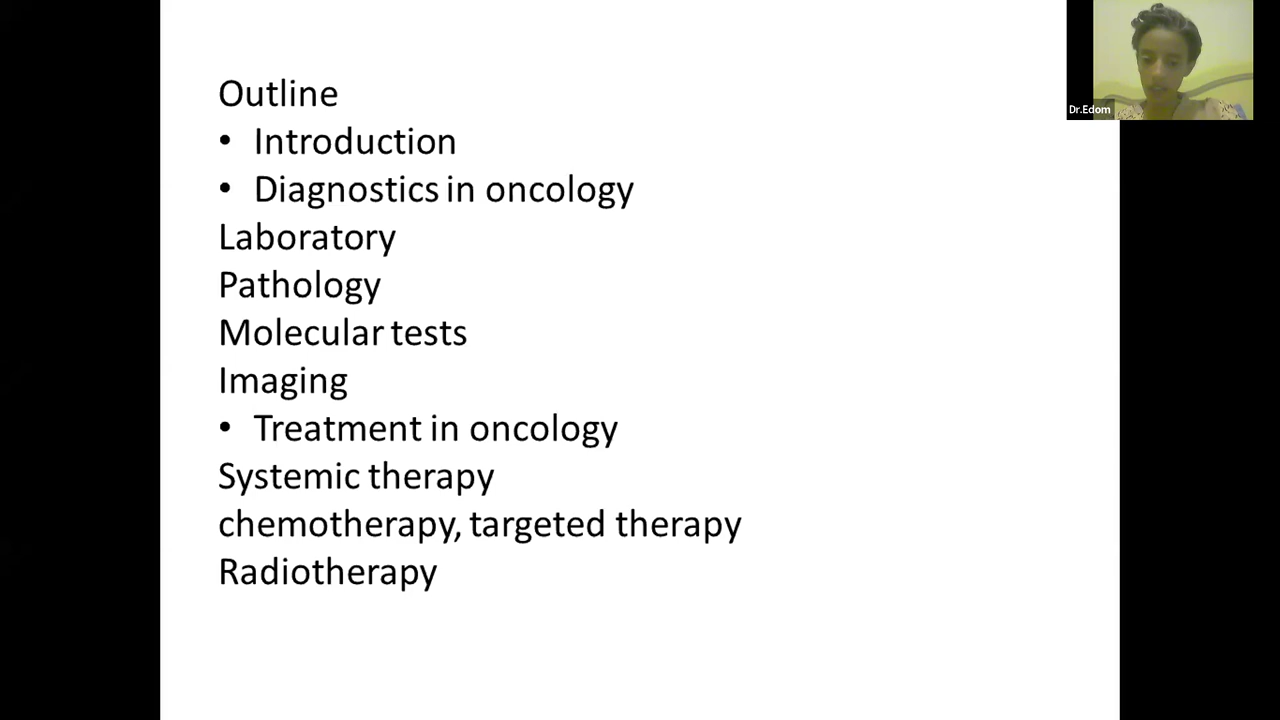 Outline
• Introduction
• Diagnostics in oncology
Laboratory
Pathology
Molecular tests
Imaging
• Treatment in oncology
Systemic therapy
chemotherapy, targeted therapy
Radiotherapy
Dr.Edom